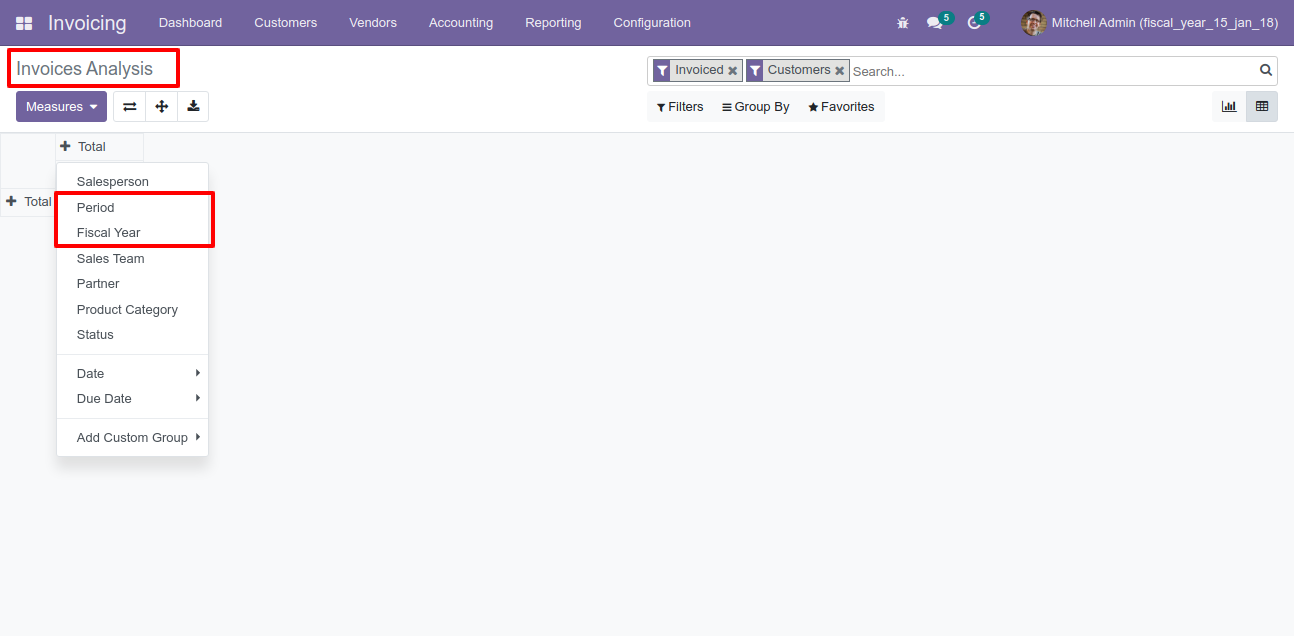 Invoicing Dashboard Customers Vendors Accounting Reporting Configuration 5 5 Mitchell Admin (fiscal_year_15_jan_18)
Invoices Analysis
Invoiced Customers Search...
Measures
Filters Group By Favorites
Total
Total
Salesperson
Period
Fiscal Year
Sales Team
Partner
Product Category
Status
Date
Due Date
Add Custom Group